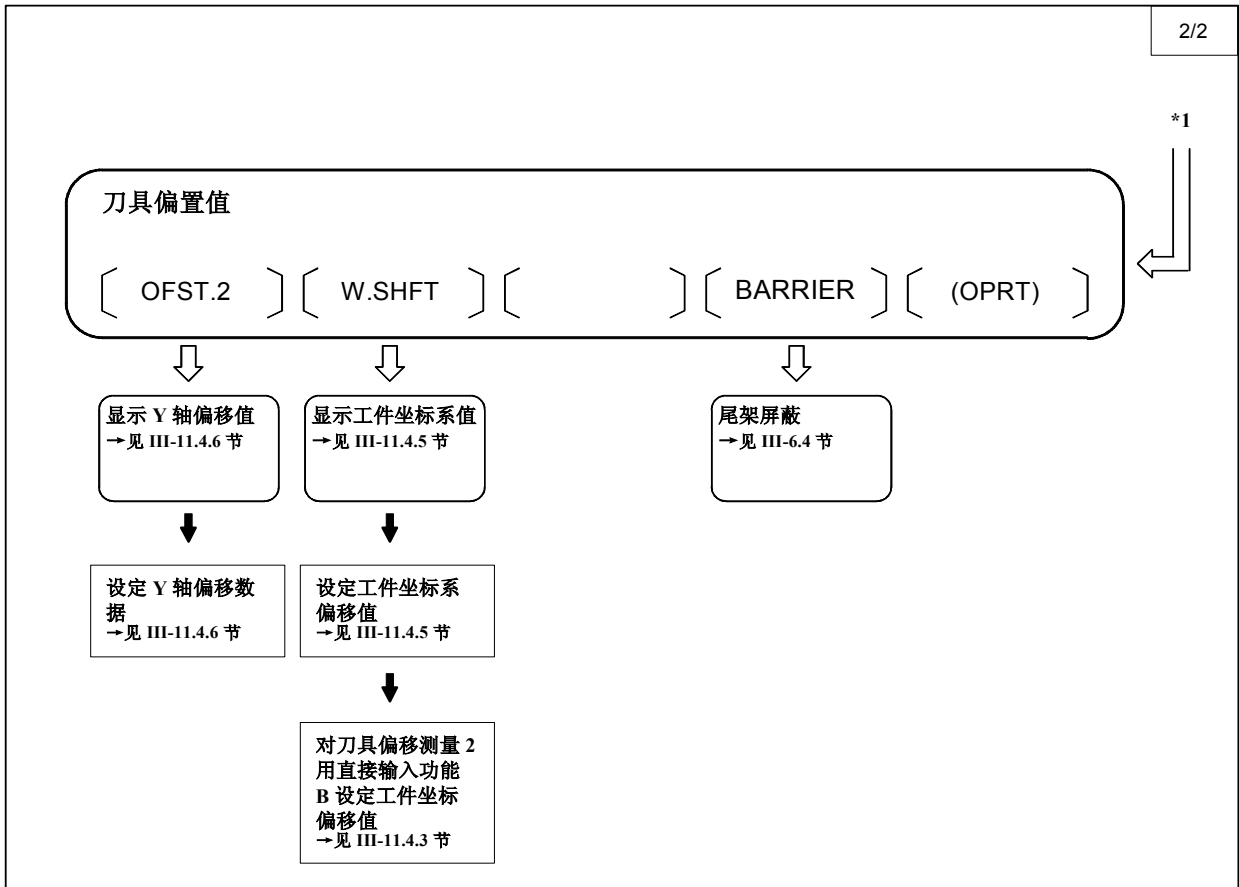 2/2
*1
刀具偏置值
OFST.2 W.SHFT BARRIER (OPRT)
显示 Y 轴偏移值
→见 III-11.4.6 节
显示工件坐标系值
→见 III-11.4.5 节
尾架屏蔽
→见 III-6.4 节
设定 Y 轴偏移数
据
→见 III-11.4.6 节
设定工件坐标系
偏移值
→见 III-11.4.5 节
对刀具偏移测量 2
用直接输入功能
B 设定工件坐标
偏移值
→见 III-11.4.3 节